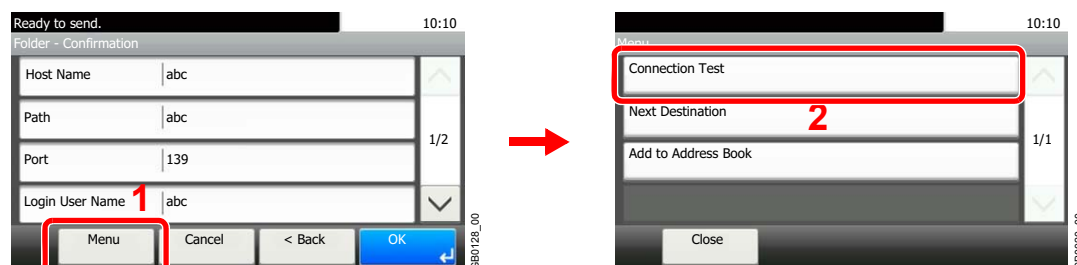 Ready to send. 10:10
Folder - Confirmation
Host Name abc
Path abc
1/2
Port 139
Login User Name 1 abc
Menu Cancel < Back OK
GB0128_00
10:10
Menu
Connection Test
Next Destination 2
1/1
Add to Address Book
Close